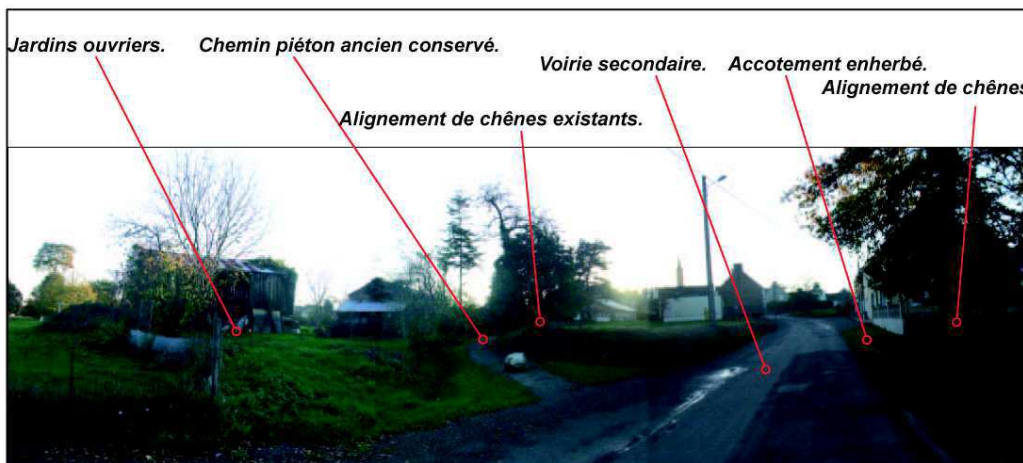 Jardins ouvriers.
Chemin piéton ancien conservé.
Voirie secondaire.
Accotement enherbé.
Alignement de chênes
Alignement de chênes existants.